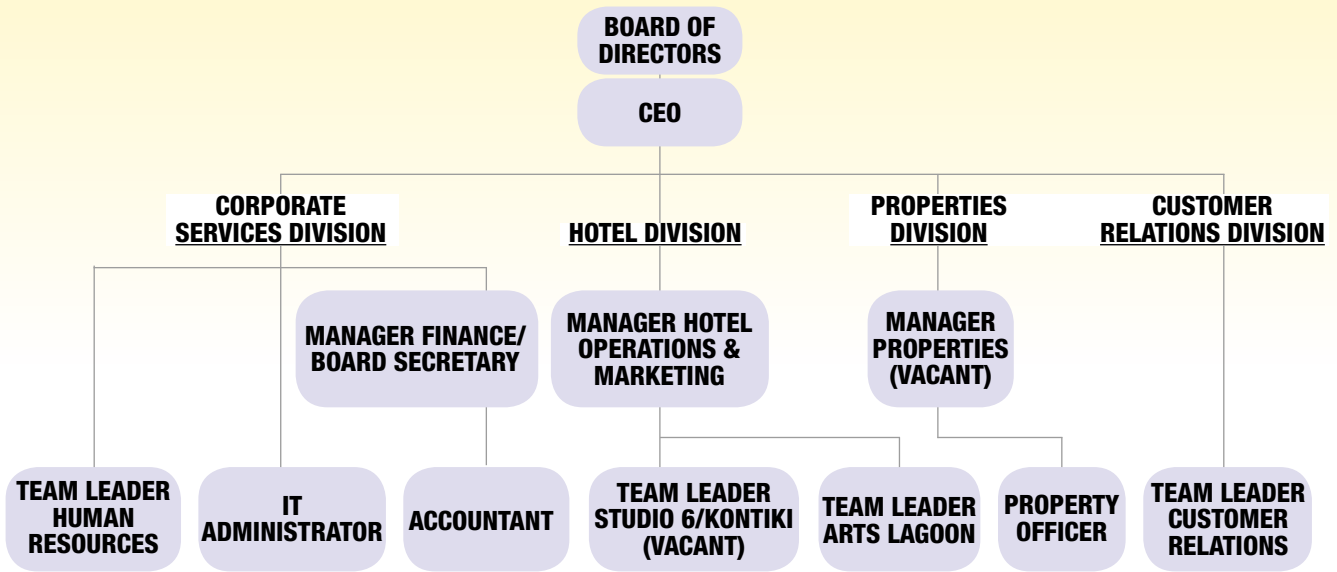 BOARD OF
DIRECTORS
CEO
CORPORATE
SERVICES DIVISION
HOTEL DIVISION
PROPERTIES
DIVISION
CUSTOMER
RELATIONS DIVISION
MANAGER FINANCE/
BOARD SECRETARY
MANAGER HOTEL
OPERATIONS &
MARKETING
MANAGER
PROPERTIES
(VACANT)
TEAM LEADER
HUMAN
RESOURCES
IT
ADMINISTRATOR
ACCOUNTANT
TEAM LEADER
STUDIO 6/KONTIKI
(VACANT)
TEAM LEADER
ARTS LAGOON
PROPERTY
OFFICER
TEAM LEADER
CUSTOMER
RELATIONS